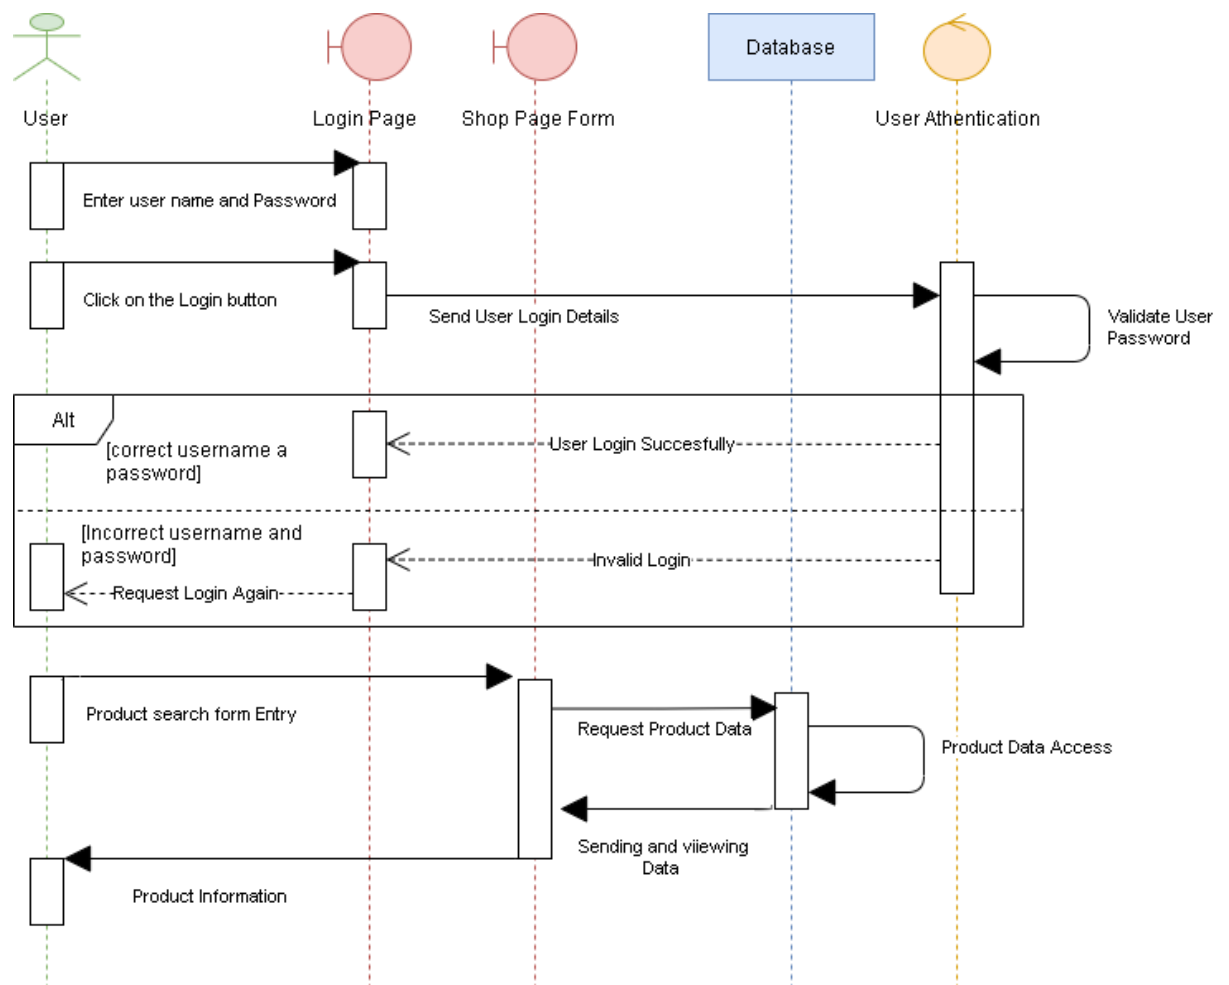 Database
User
Login Page
Shop Page Form
User Athentication
Enter user name and Password
Click on the Login button
Send User Login Details
Validate User
Password
Alt
[correct username a
password]
User Login Succesfully
[Incorrect username and
password]
Invalid Login
Request Login Again
Product search form Entry
Request Product Data
Product Data Access
Sending and viiewing
Data
Product Information